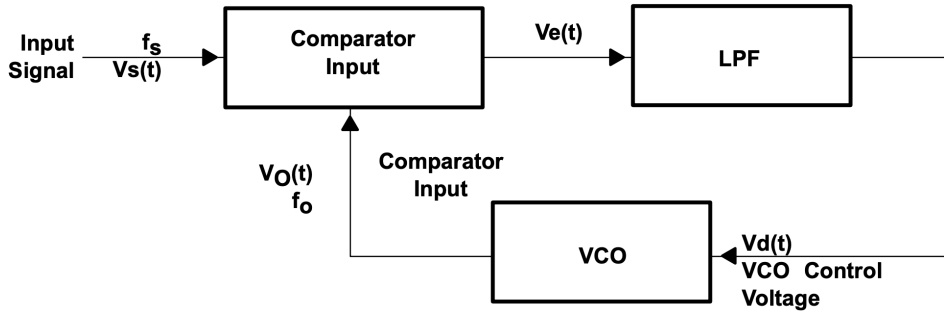 Input
Signal
fs
Vs(t)
Comparator
Input
Ve(t)
LPF
VO(t)
fo
Comparator
Input
VCO
Vd(t)
VCO Control
Voltage